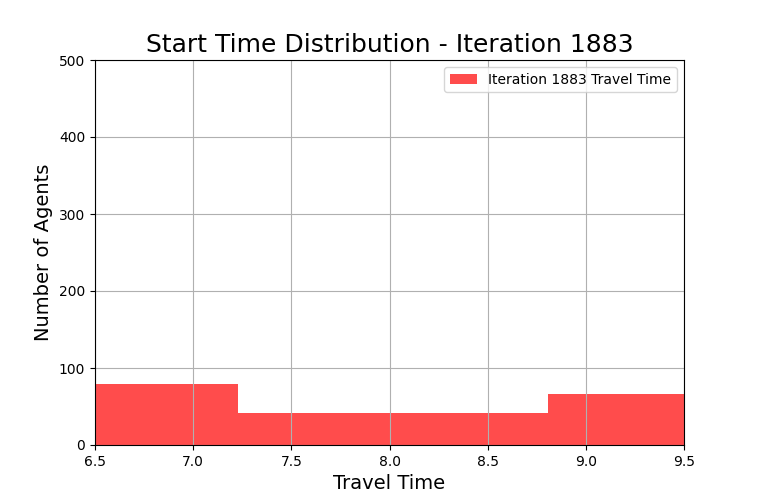 Start Time Distribution - Iteration 1883
500
Iteration 1883 Travel Time
400
300
200
100
0
Number of Agents
6.5 7.0 7.5 8.0 8.5 9.0 9.5
Travel Time